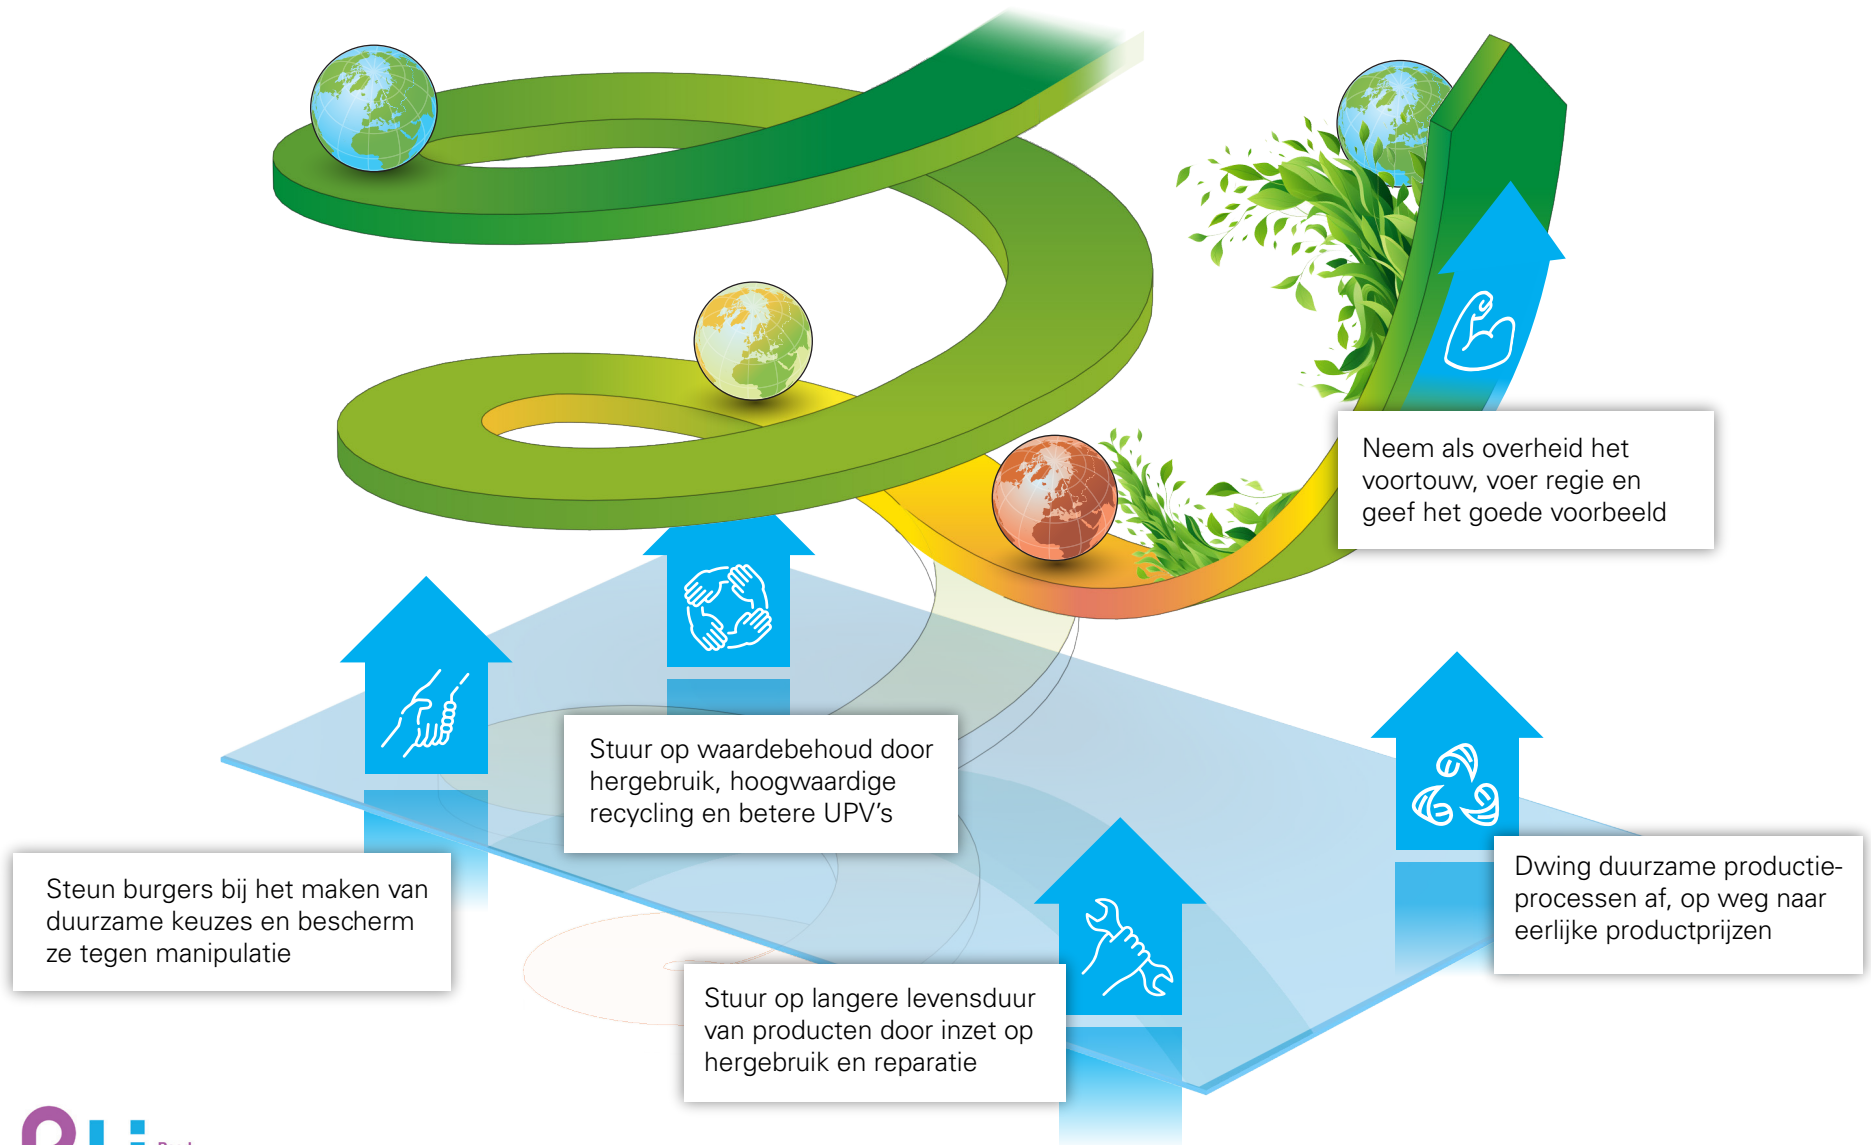 Neem als overheid het
voortouw, voer regie en
geef het goede voorbeeld
Stuur op waardebehoud door
hergebruik, hoogwaardige
recycling en betere UPV's
Dwing duurzame productie-
processen af, op weg naar
eerlijke productprijzen
Steun burgers bij het maken van
duurzame keuzes en bescherm
ze tegen manipulatie
Stuur op langere levensduur
van producten door inzet op
hergebruik en reparatie